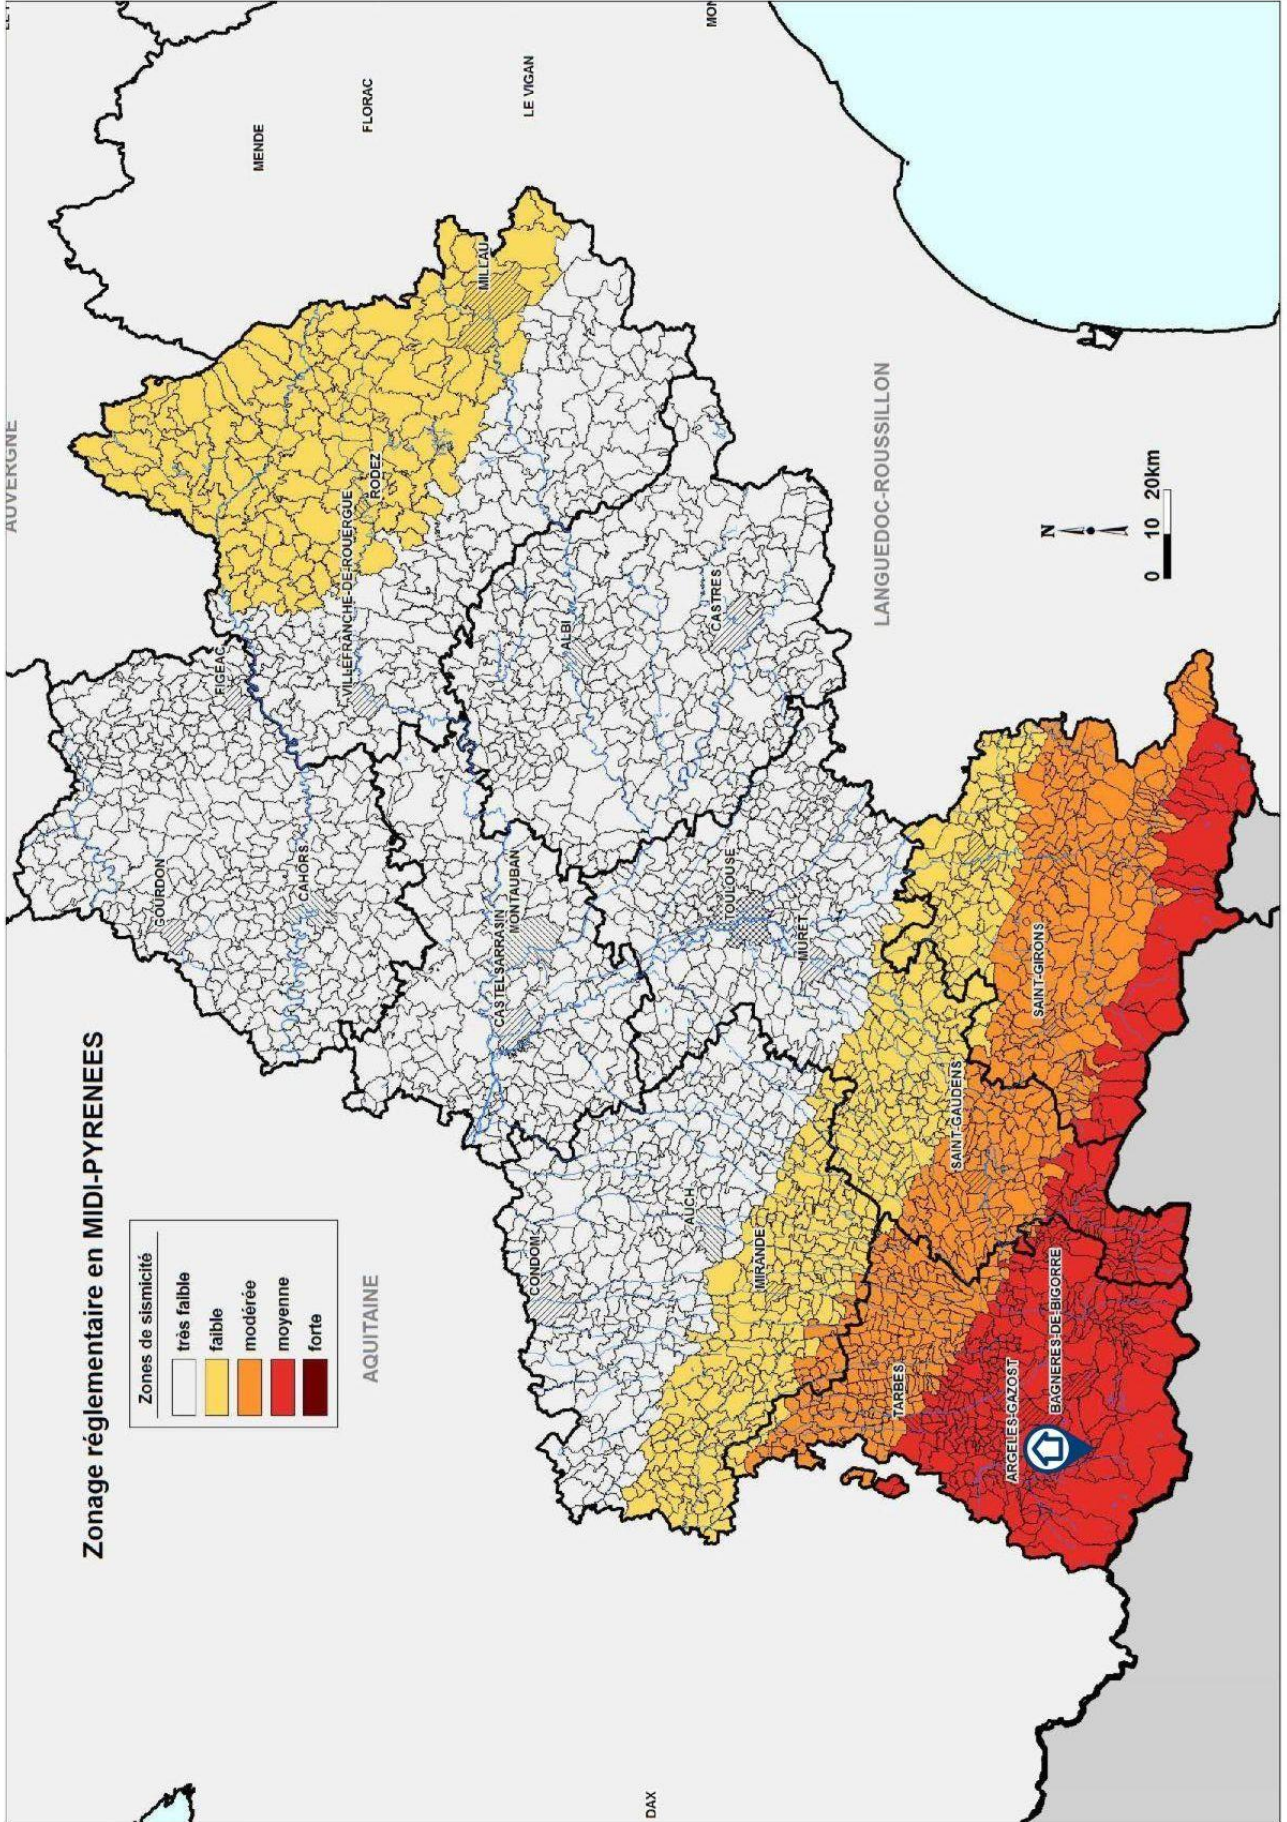 Zonage réglementaire en MIDI-PYRENEES
Zones de sismicité
très faible
faible
modérée
moyenne
forte
AUVERGNE
AQUITAINE
LANGUEDOC-ROUSSILLON
MENDE
FLORAC
LE VIGAN
MON
GOURDON
FIGEAC
CAHORS
VILLEFRANCHE-DE-ROUERGUE
RODEZ
MILLAU
CASTELSARRASIN
MONTAUBAN
ALBI
CONDOM
AUCH
TOULOUSE
CASTRES
MIRANDE
MURET
DAX
TARBES
SAINT-GAUDENS
SAINT-GIRONS
ARGELES-GAZOST
BAGNERES-DE-BIGORRE
N
0 10 20km